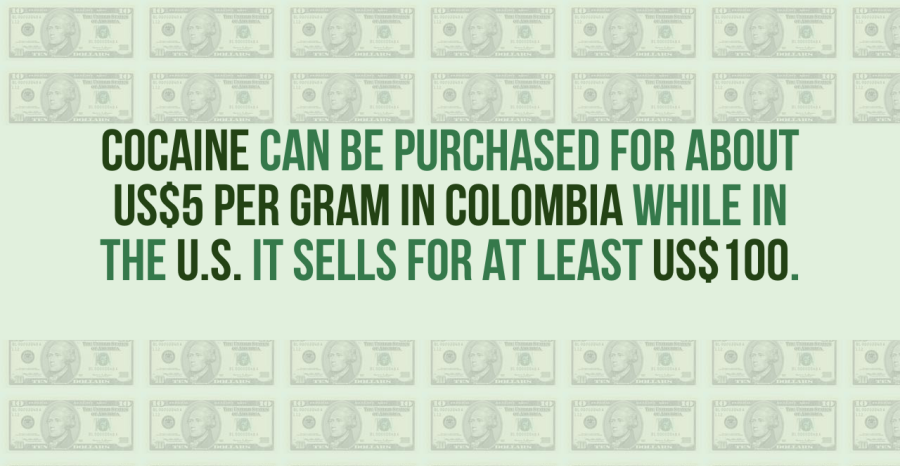 COCAINE CAN BE PURCHASED FOR ABOUT
US$5 PER GRAM IN COLOMBIA WHILE IN
THE U.S. IT SELLS FOR AT LEAST US$100.